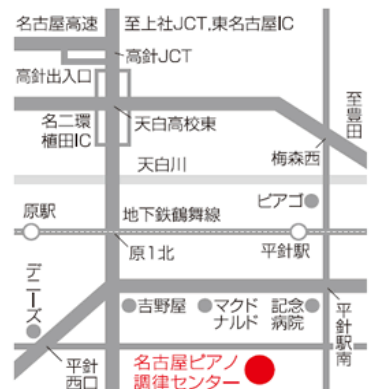 名古屋高速
至上社JCT,東名古屋IC
高針JCT
高針出入口
至豊田
名二環
植田IC
天白高校東
天白川
梅森西
ピアゴ
原駅
地下鉄鶴舞線
原1北
平針駅
デニーズ
吉野屋
マクド
ナルド
記念
病院
平針駅南
平針
西口
名古屋ピアノ
調律センター